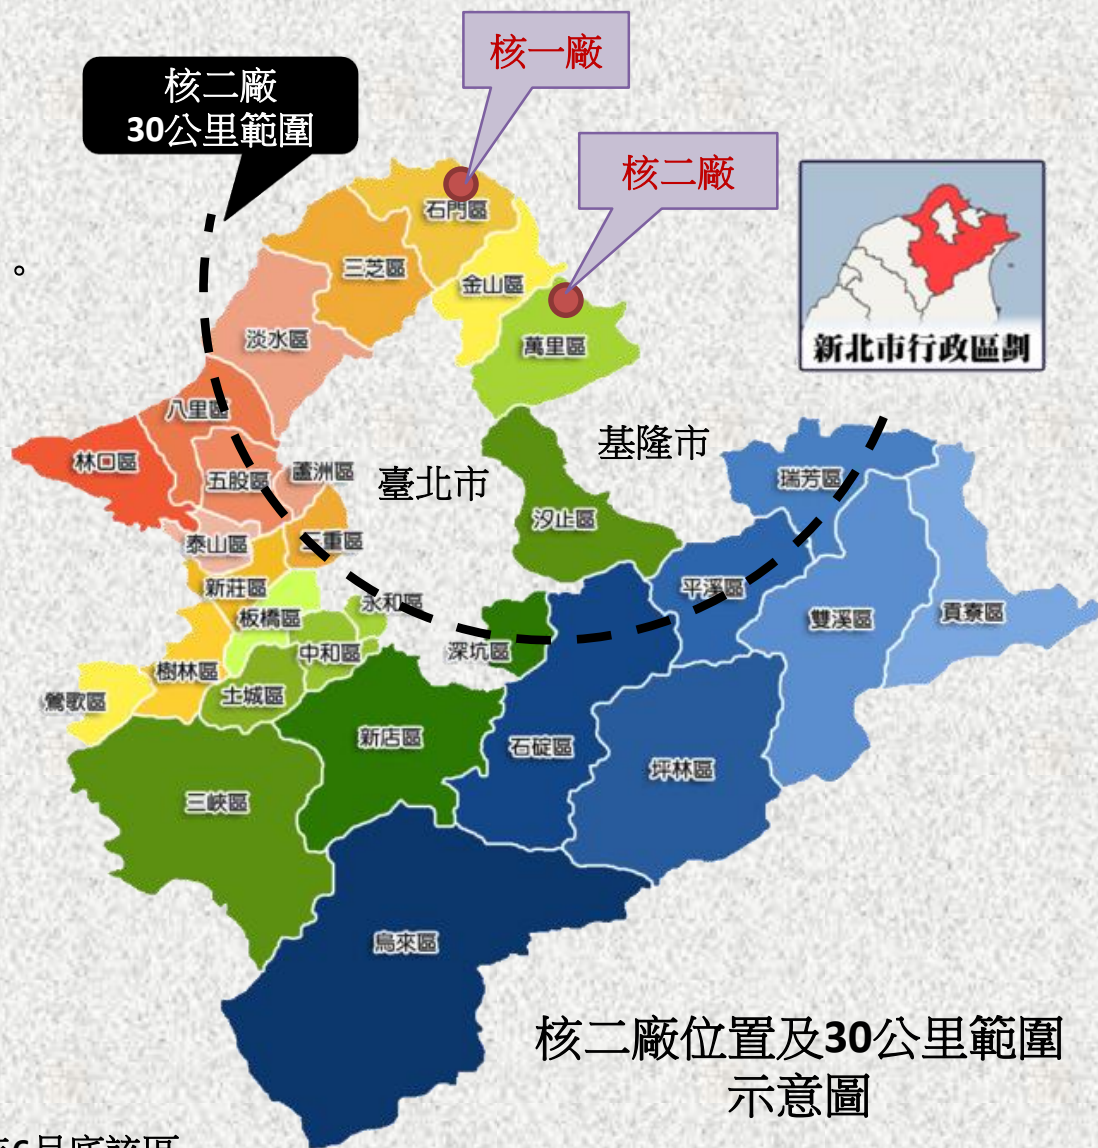 核一廠
核二廠
30公里範圍
核二廠
石門區
三芝區
金山區
。
淡水區
萬里區
新北市行政區劃
八里區
基隆市
林口區
五股區
蘆洲區
臺北市
瑞芳區
汐止區
泰山區
三重區
新莊區
平溪區
板橋區
永和區
雙溪區
貢寮區
中和區
深坑區
樹林區
土城區
鶯歌區
新店區
石碇區
坪林區
三峽區
烏來區
核二廠位置及30公里範圍
示意圖
6月底該區